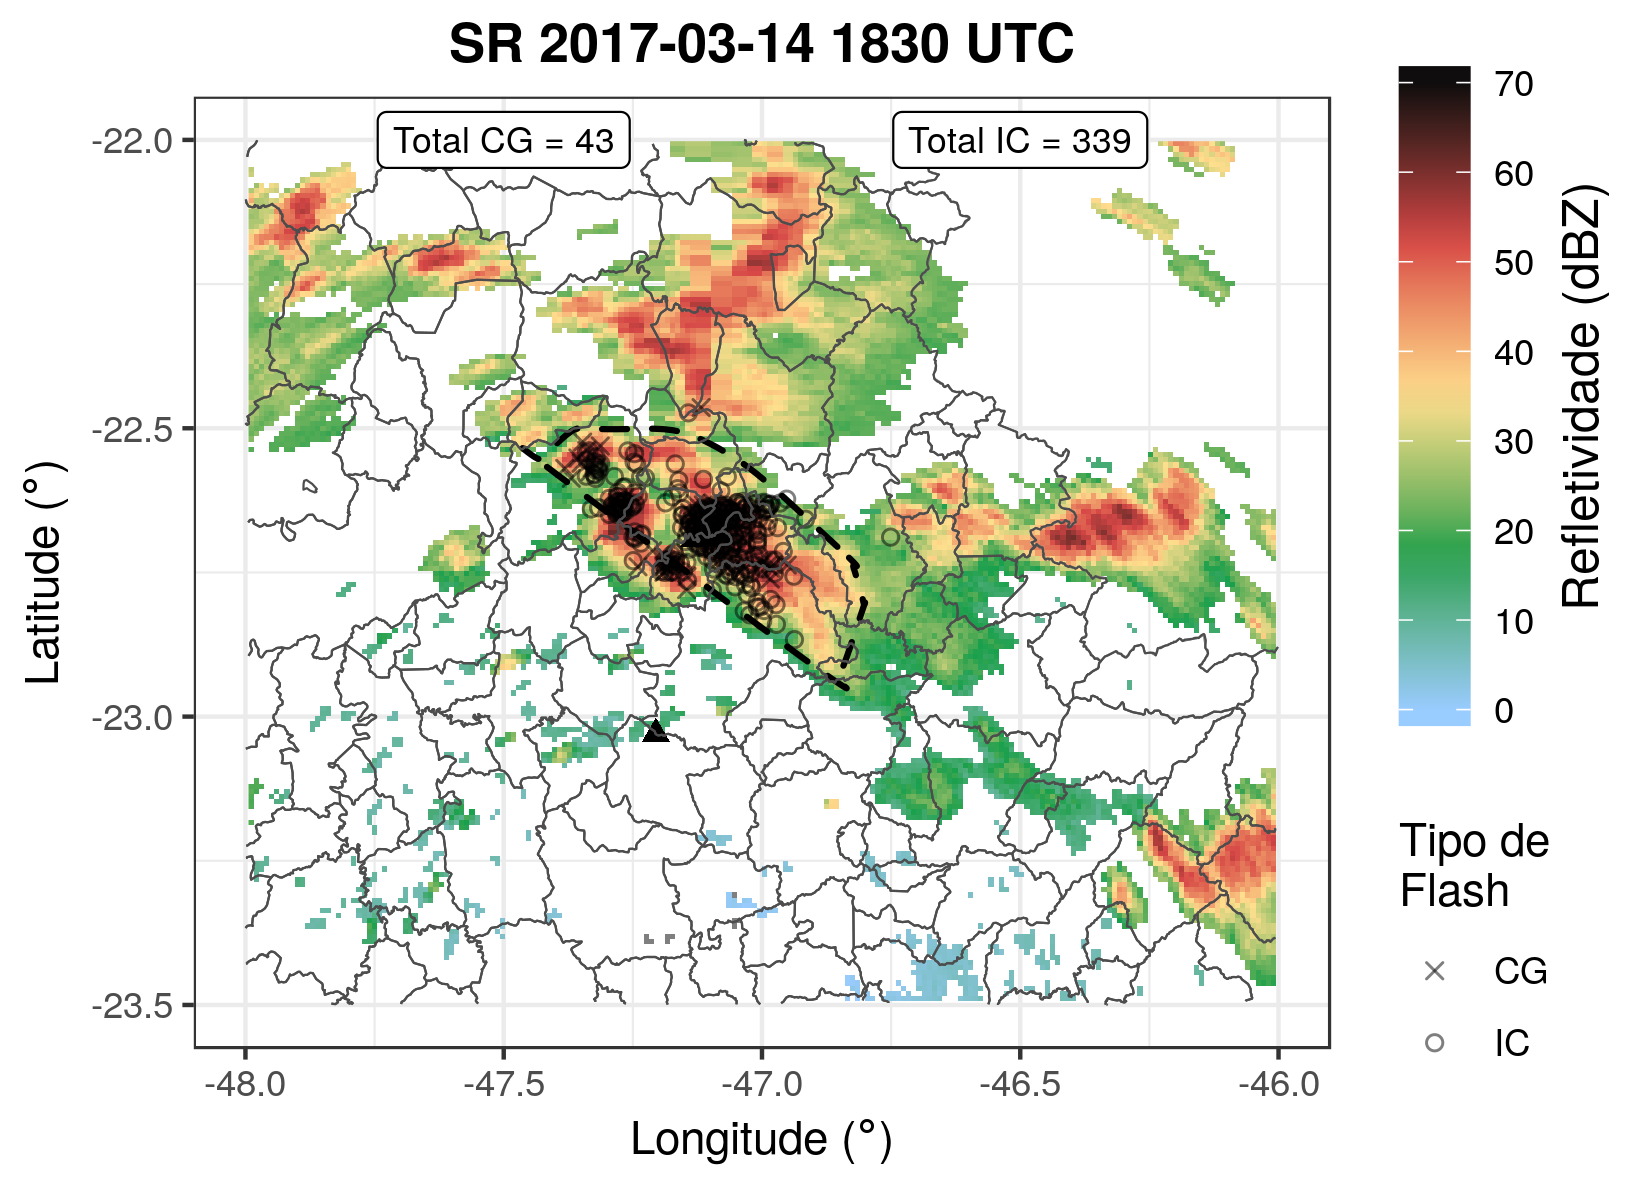 SR 2017-03-14 1830 UTC
Total CG = 43
Total IC = 339
-22.0
-22.5
-23.0
-23.5
Latitude (°)
-48.0
-47.5
-47.0
-46.5
-46.0
Longitude (°)
70
60
50
40
30
20
10
0
Refletividade (dBZ)
Tipo de
Flash
CG
IC